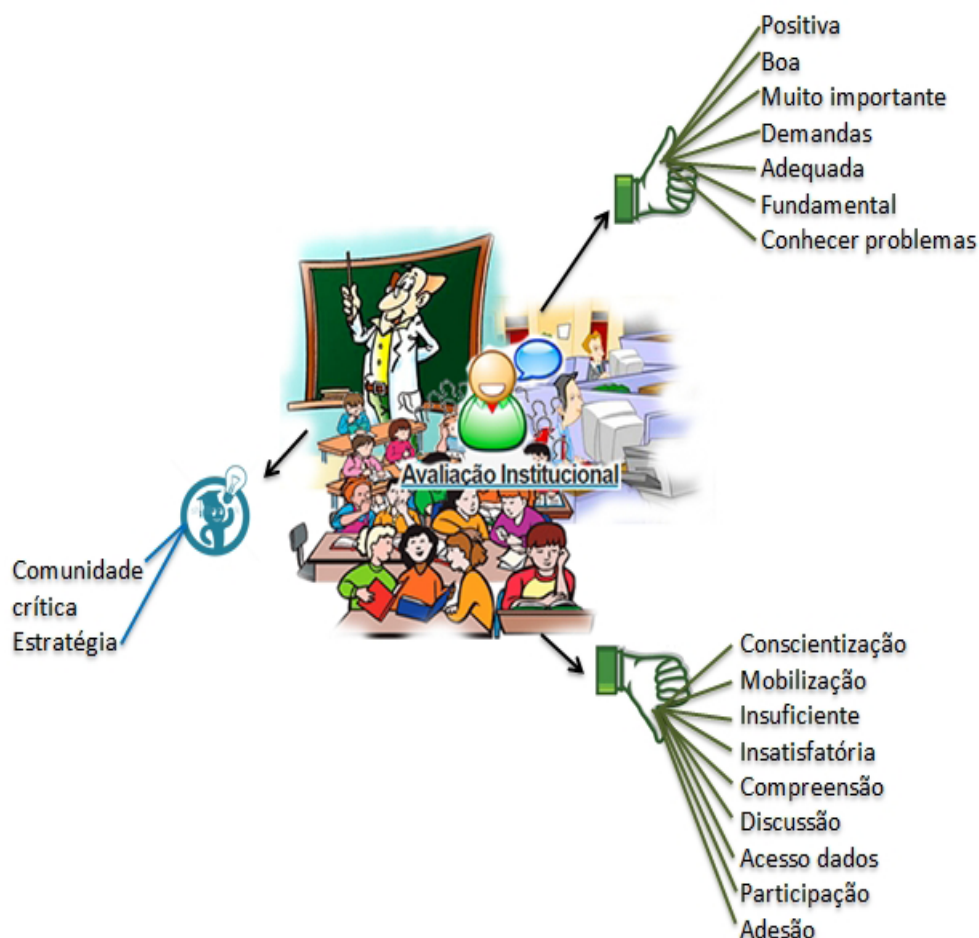 Positiva
Boa
Muito importante
Demandas
Adequada
Fundamental
Conhecer problemas
Avaliação Institucional
Comunidade
crítica
Estratégia
Conscientização
Mobilização
Insuficiente
Insatisfatória
Compreensão
Discussão
Acesso dados
Participação
Adesão